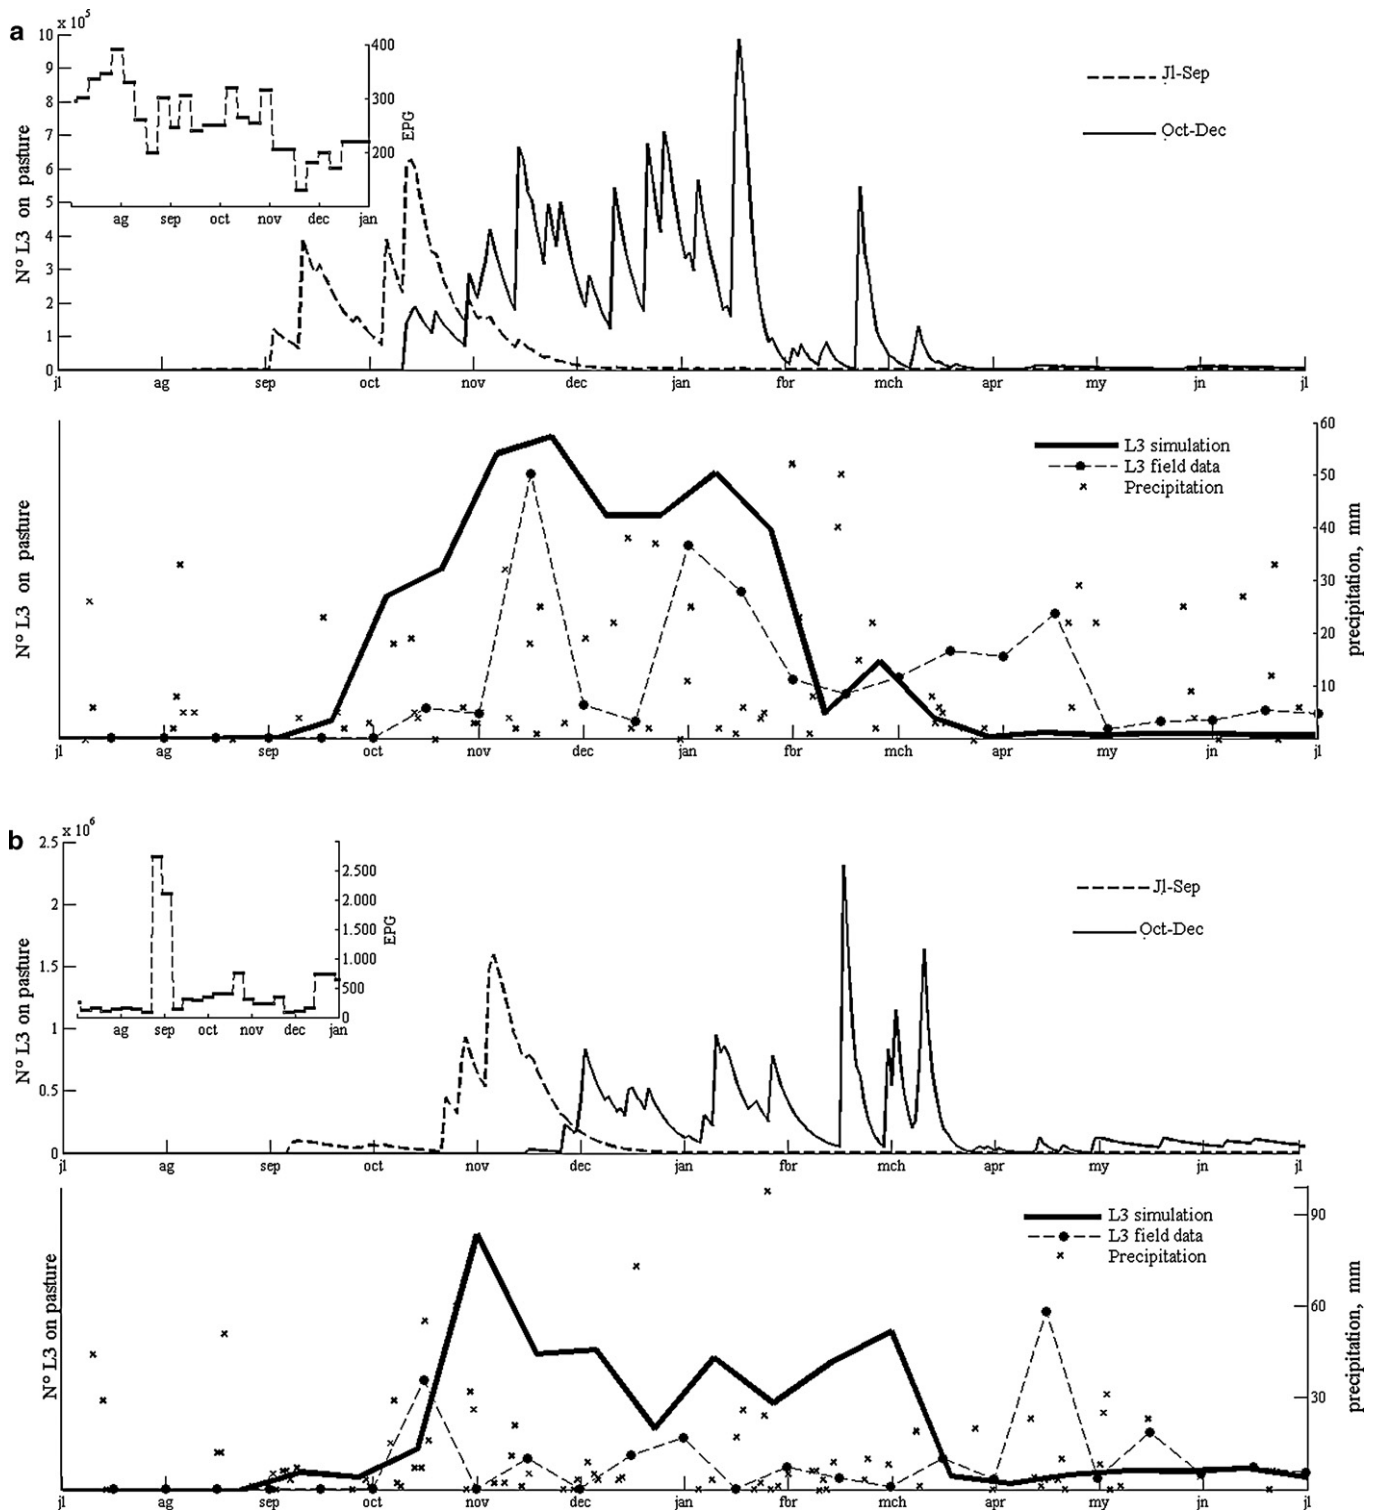 a
x 10⁵
10
9
8
7
6
5
4
3
2
1
0
Nº L3 on pasture
400
300
200
EPG
ag sep oct nov dec jan
Jl-Sep
Oct-Dec
jl ag sep oct nov dec jan fbr mch apr my jn jl
Nº L3 on pasture
L3 simulation
L3 field data
Precipitation
60
50
40
30
20
10
precipitation, mm
jl ag sep oct nov dec jan fbr mch apr my jn jl
b
x 10⁶
2.5
2
1.5
1
0.5
0
Nº L3 on pasture
2.500
2.000
1.500
1.000
500
0
EPG
ag sep oct nov dec jan
Jl-Sep
Oct-Dec
jl ag sep oct nov dec jan fbr mch apr my jn jl
Nº L3 on pasture
L3 simulation
L3 field data
Precipitation
90
60
30
precipitation, mm
jl ag sep oct nov dec jan fbr mch apr my jn jl